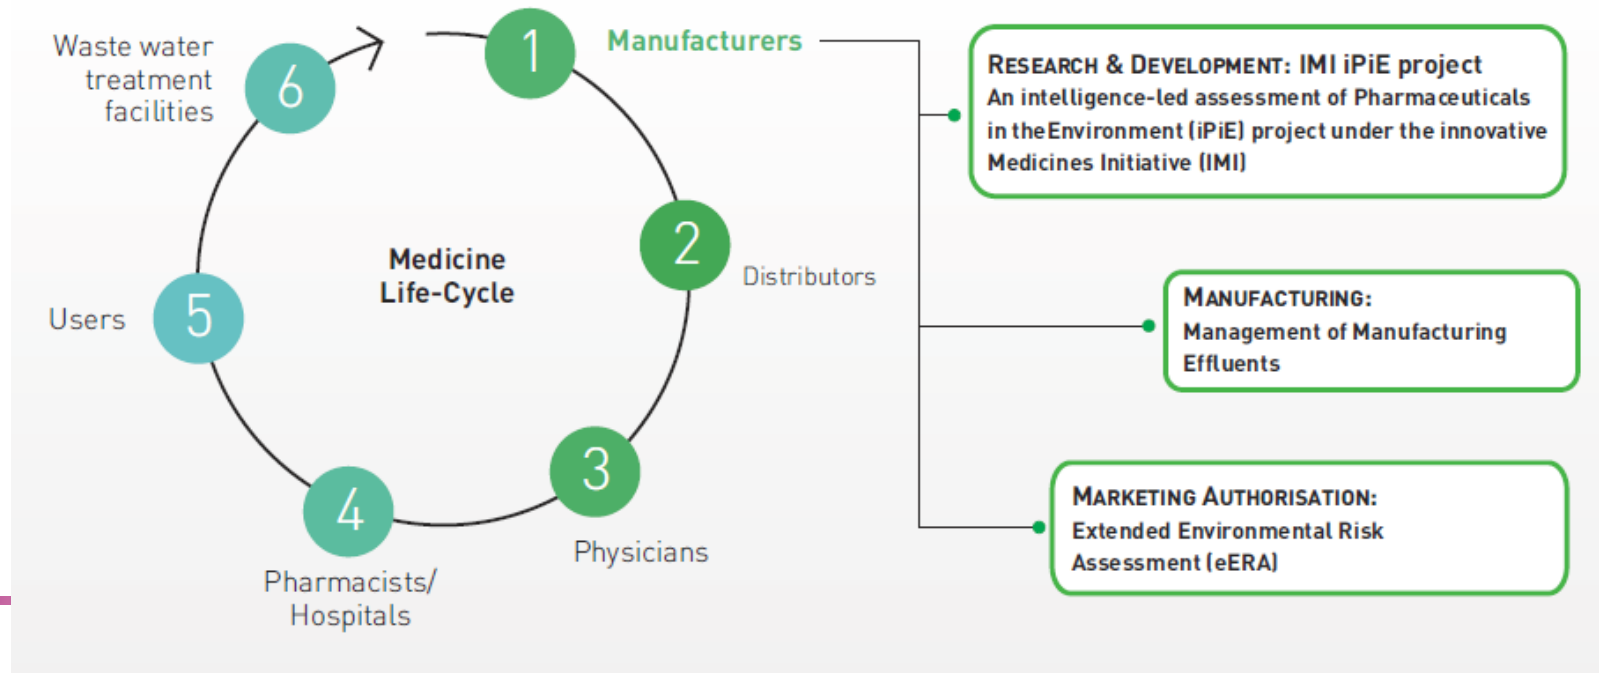 Waste water
treatment
facilities
6
1
Manufacturers
2
Distributors
Medicine
Life-Cycle
5
Users
3
Physicians
4
Pharmacists/
Hospitals
RESEARCH & DEVELOPMENT: IMI iPiE project
An intelligence-led assessment of Pharmaceuticals
in theEnvironment (iPiE) project under the innovative
Medicines Initiative (IMI)
MANUFACTURING:
Management of Manufacturing
Effluents
MARKETING AUTHORISATION:
Extended Environmental Risk
Assessment (eERA)